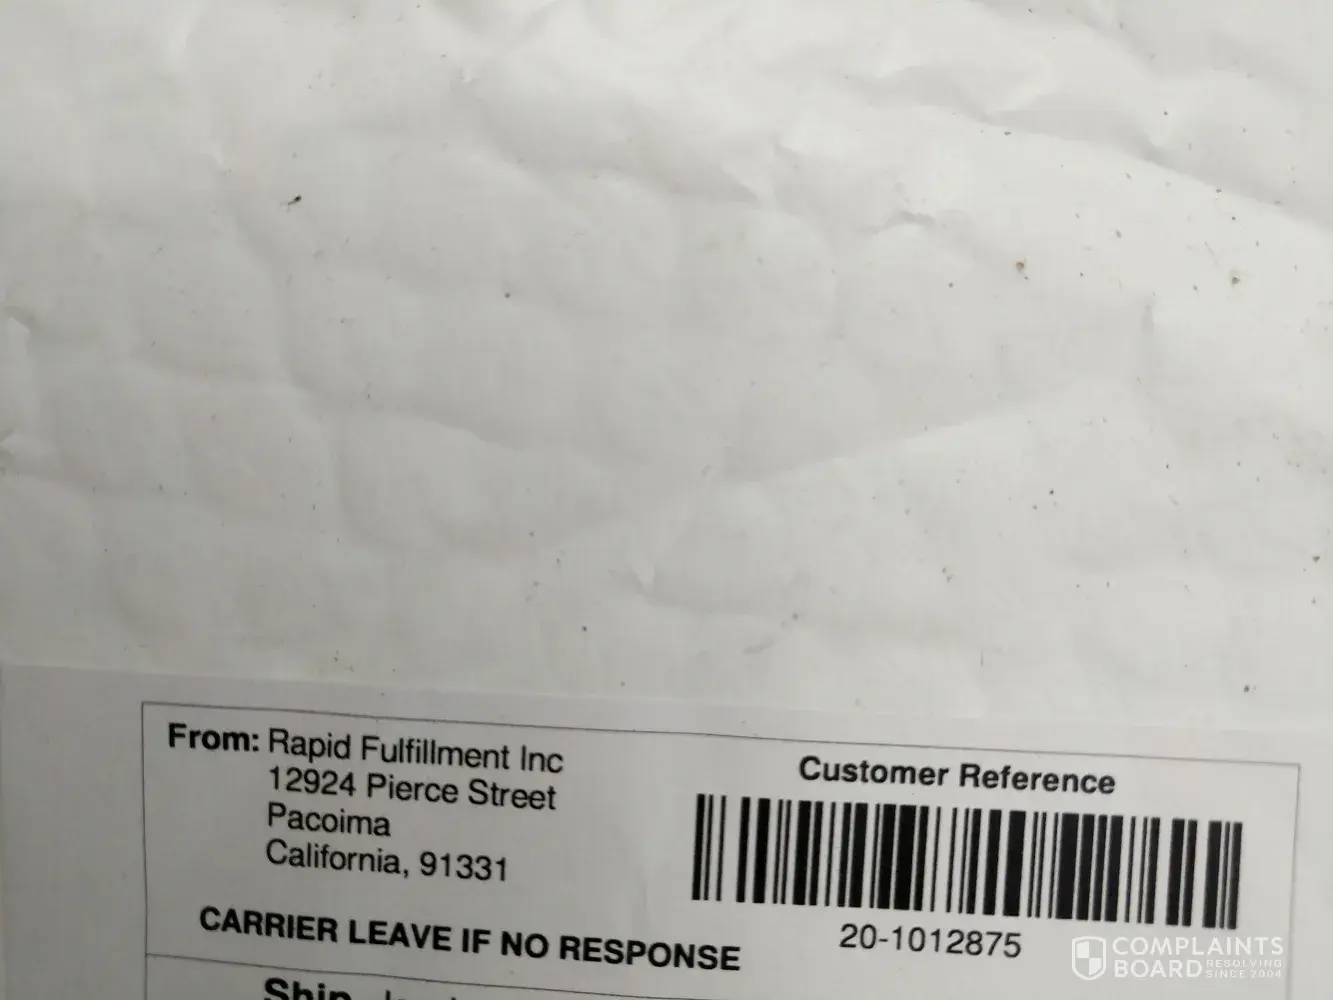 From: Rapid Fulfillment Inc
12924 Pierce Street
Pacoima
California, 91331
CARRIER LEAVE IF NO RESPONSE
Customer Reference
20-1012875
Ship
COMPLAINTS
BOARD RESOLVING
SINCE 2004